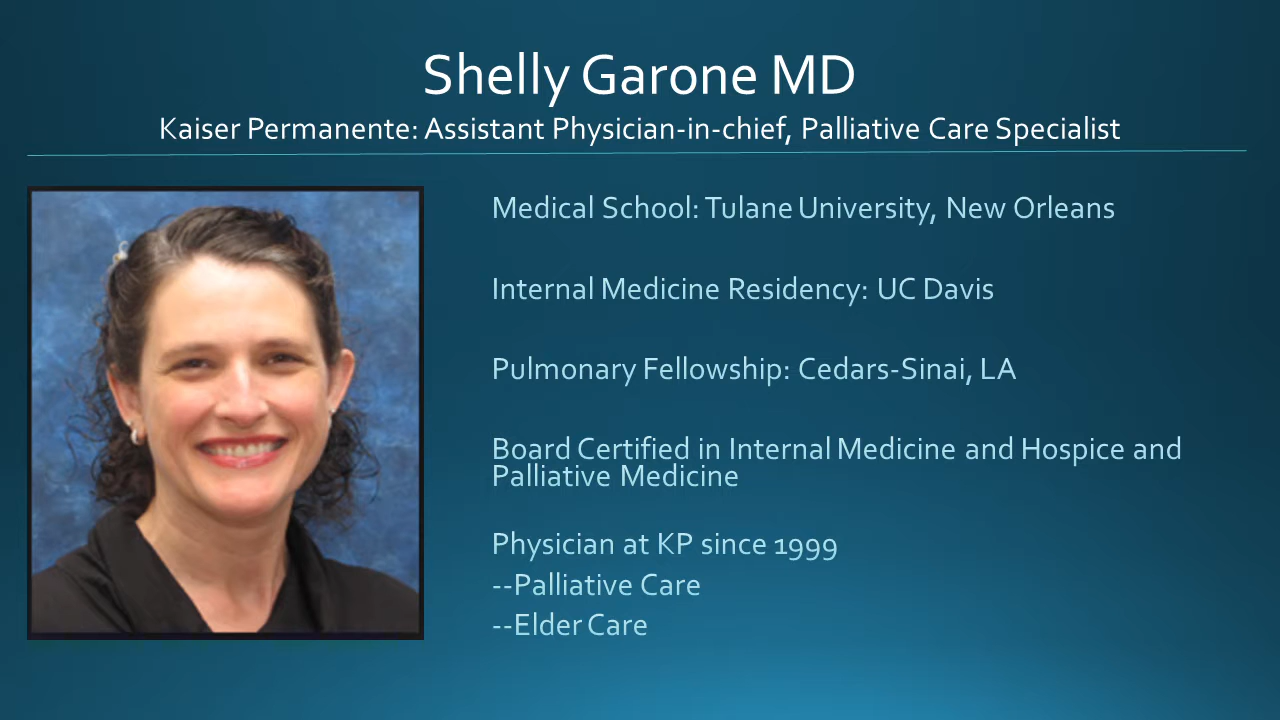 Shelly Garone MD
Kaiser Permanente: Assistant Physician-in-chief, Palliative Care Specialist
Medical School: Tulane University, New Orleans
Internal Medicine Residency: UC Davis
Pulmonary Fellowship: Cedars-Sinai, LA
Board Certified in Internal Medicine and Hospice and
Palliative Medicine
Physician at KP since 1999
--Palliative Care
--Elder Care